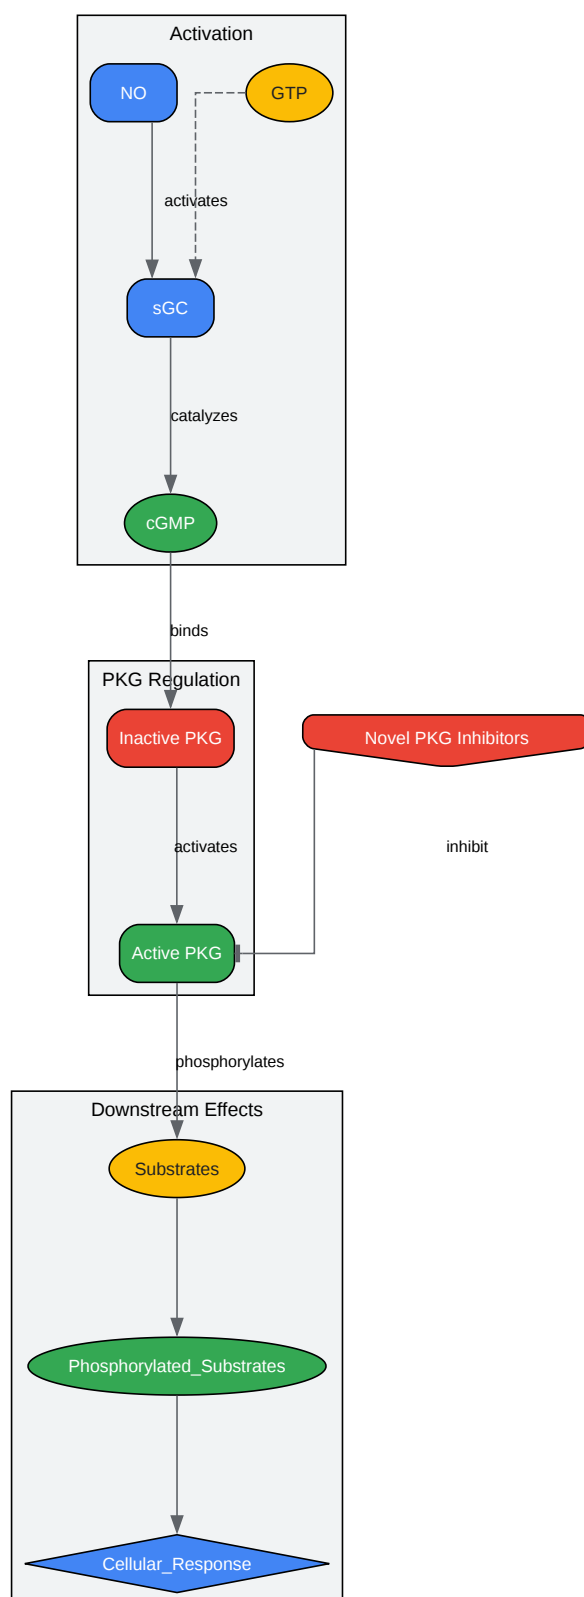 Activation
NO
GTP
activates
sGC
catalyzes
cGMP
binds
PKG Regulation
Inactive PKG
Novel PKG Inhibitors
activates
inhibit
Active PKG
phosphorylates
Downstream Effects
Substrates
Phosphorylated_Substrates
Cellular_Response